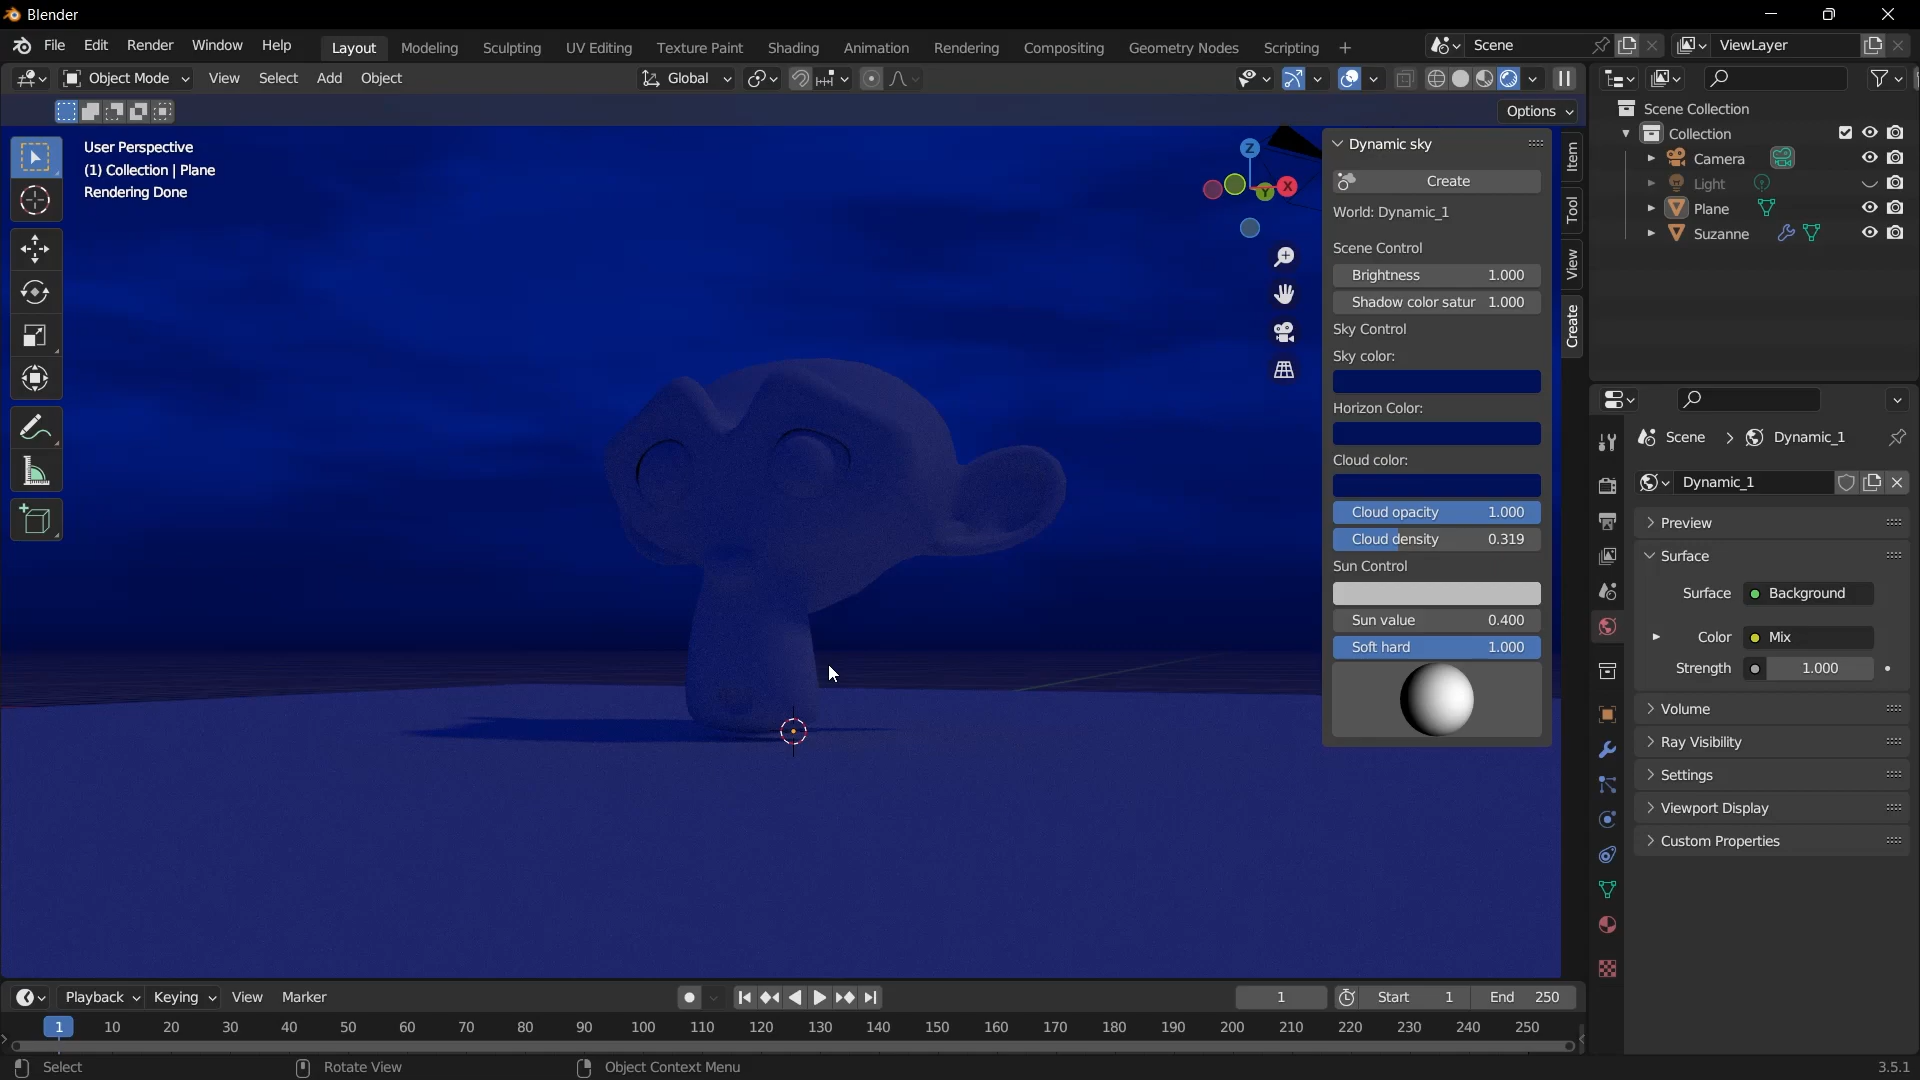 Blender
File Edit Render Window Help Layout Modeling Sculpting UV Editing Texture Paint Shading Animation Rendering Compositing Geometry Nodes Scripting + Scene ViewLayer
Object Mode View Select Add Object Global
Options
User Perspective
(1) Collection | Plane
Rendering Done
Z
X
Y
Dynamic sky
Create
World: Dynamic_1
Scene Control
Brightness 1.000
Shadow color satur 1.000
Sky Control
Sky color:
Horizon Color:
Cloud color:
Cloud opacity 1.000
Cloud density 0.319
Sun Control
Sun value 0.400
Soft hard 1.000
Item
Tool
View
Create
Scene Collection
Collection
Camera
Light
Plane
Suzanne
Scene > Dynamic_1
Dynamic_1
Preview
Surface
Surface Background
Color Mix
Strength 1.000
Volume
Ray Visibility
Settings
Viewport Display
Custom Properties
Playback Keying View Marker 1 Start 1 End 250
1 10 20 30 40 50 60 70 80 90 100 110 120 130 140 150 160 170 180 190 200 210 220 230 240 250
Select Rotate View Object Context Menu 3.5.1